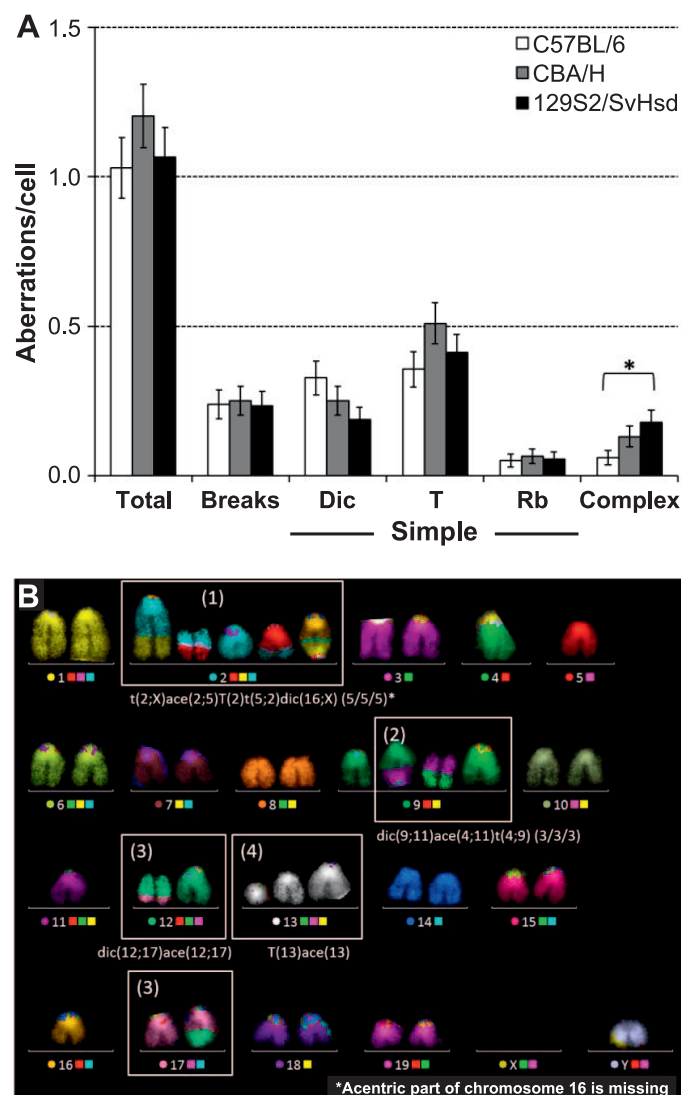 A
1.5
C57BL/6
CBA/H
129S2/SvHsd
1.0
0.5
0.0
Aberrations/cell
*
Total Breaks Dic T Rb Complex
Simple
B
(1)
1 2 3 4 5
t(2;X)ace(2;5)T(2)t(5;2)dic(16;X) (5/5/5)*
(2)
6 7 8 9 10
dic(9;11)ace(4;11)t(4;9) (3/3/3)
(3) (4)
11 12 13 14 15
dic(12;17)ace(12;17) T(13)ace(13)
(3)
16 17 18 19 X Y
*Acentric part of chromosome 16 is missing